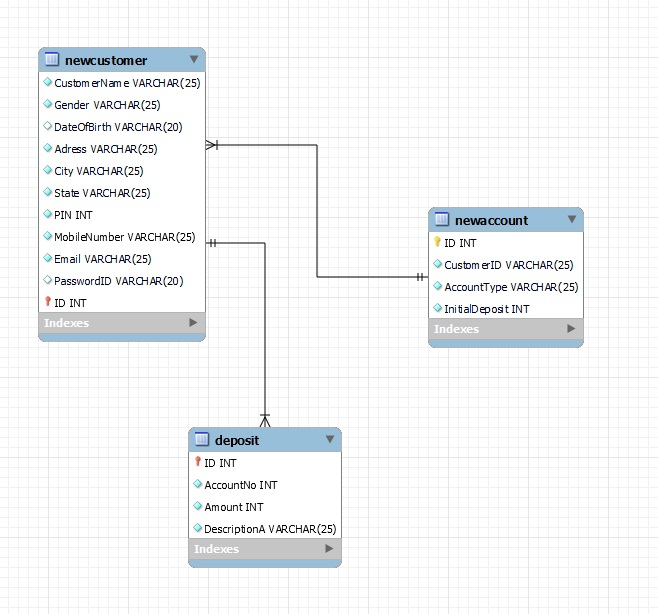 newcustomer
CustomerName VARCHAR(25)
Gender VARCHAR(25)
DateOfBirth VARCHAR(20)
Adress VARCHAR(25)
City VARCHAR(25)
State VARCHAR(25)
PIN INT
MobileNumber VARCHAR(25)
Email VARCHAR(25)
PasswordID VARCHAR(20)
ID INT
Indexes
newaccount
ID INT
CustomerID VARCHAR(25)
AccountType VARCHAR(25)
InitialDeposit INT
Indexes
deposit
ID INT
AccountNo INT
Amount INT
DescriptionA VARCHAR(25)
Indexes